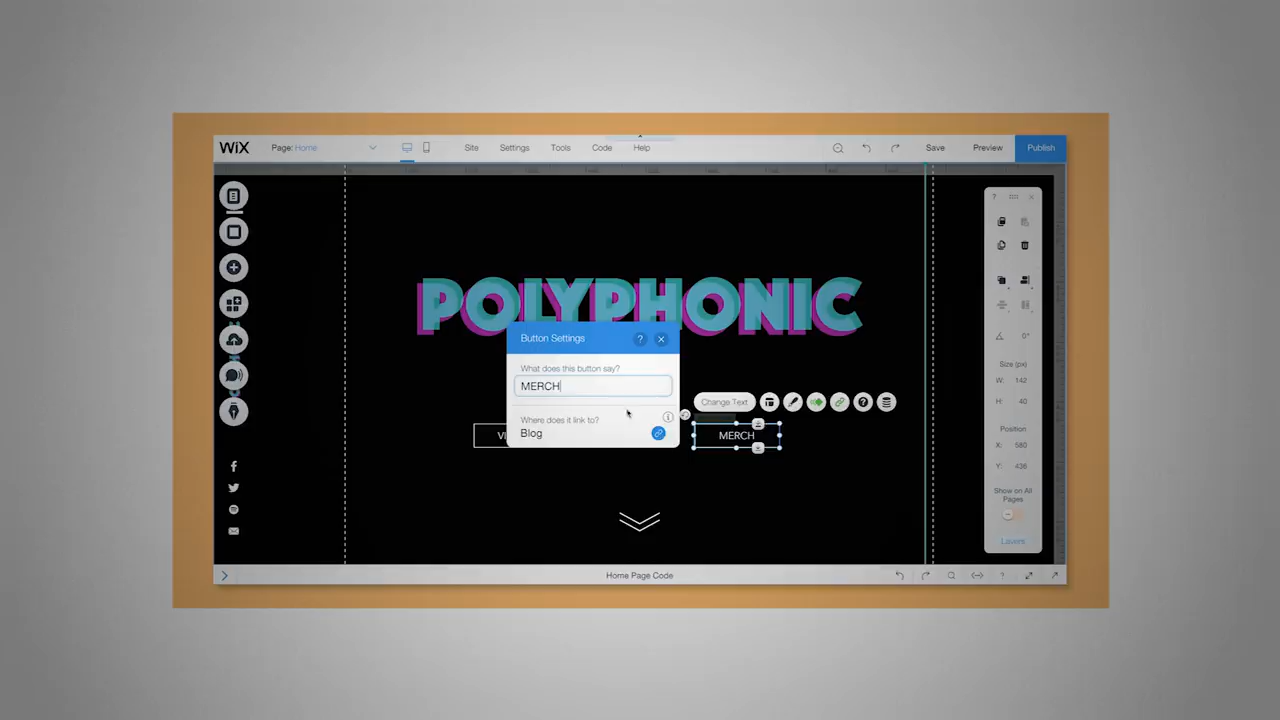 WiX Page: Home Site Settings Tools Code Help Save Preview Publish
POLYPHONIC
Button Settings ? ×
What does this button say?
MERCH
Where does it link to?
Blog
Change Text
MERCH
? ×
0°
Size (px)
W: 142
H: 40
Position
X: 580
Y: 436
Show on All
Pages
Layers
Home Page Code